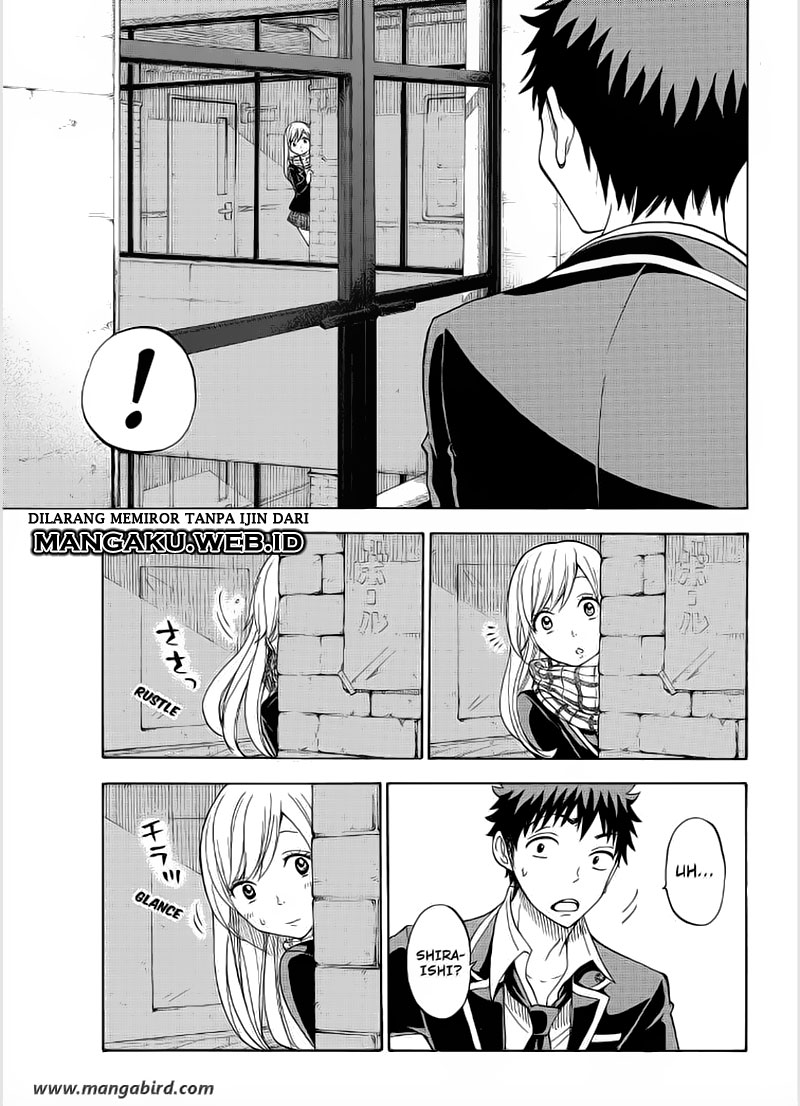 !
DILARANG MEMIROR TANPA IJIN DARI
MANGAKU.WEB.ID
ささっ
RUSTLE
UH...
SHIRA-
ISHI?
チラッ
GLANCE
www.mangabird.com